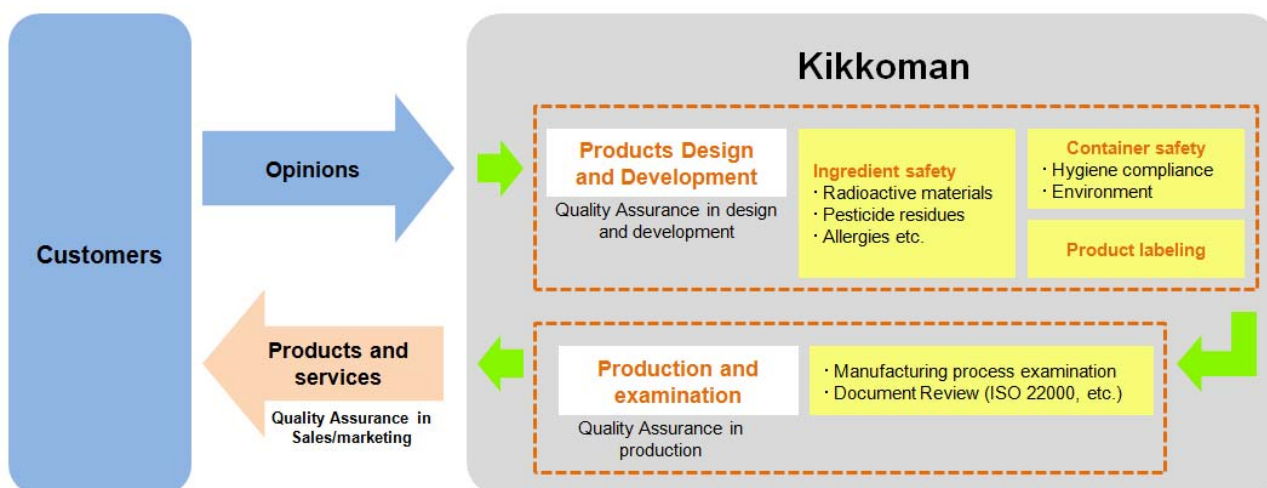 Kikkoman
Customers
Opinions
Products Design
and Development
Quality Assurance in design
and development
Ingredient safety
・Radioactive materials
・Pesticide residues
・Allergies etc.
Container safety
・Hygiene compliance
・Environment
Product labeling
Products and
services
Quality Assurance in
Sales/marketing
Production and
examination
Quality Assurance in
production
・Manufacturing process examination
・Document Review (ISO 22000, etc.)